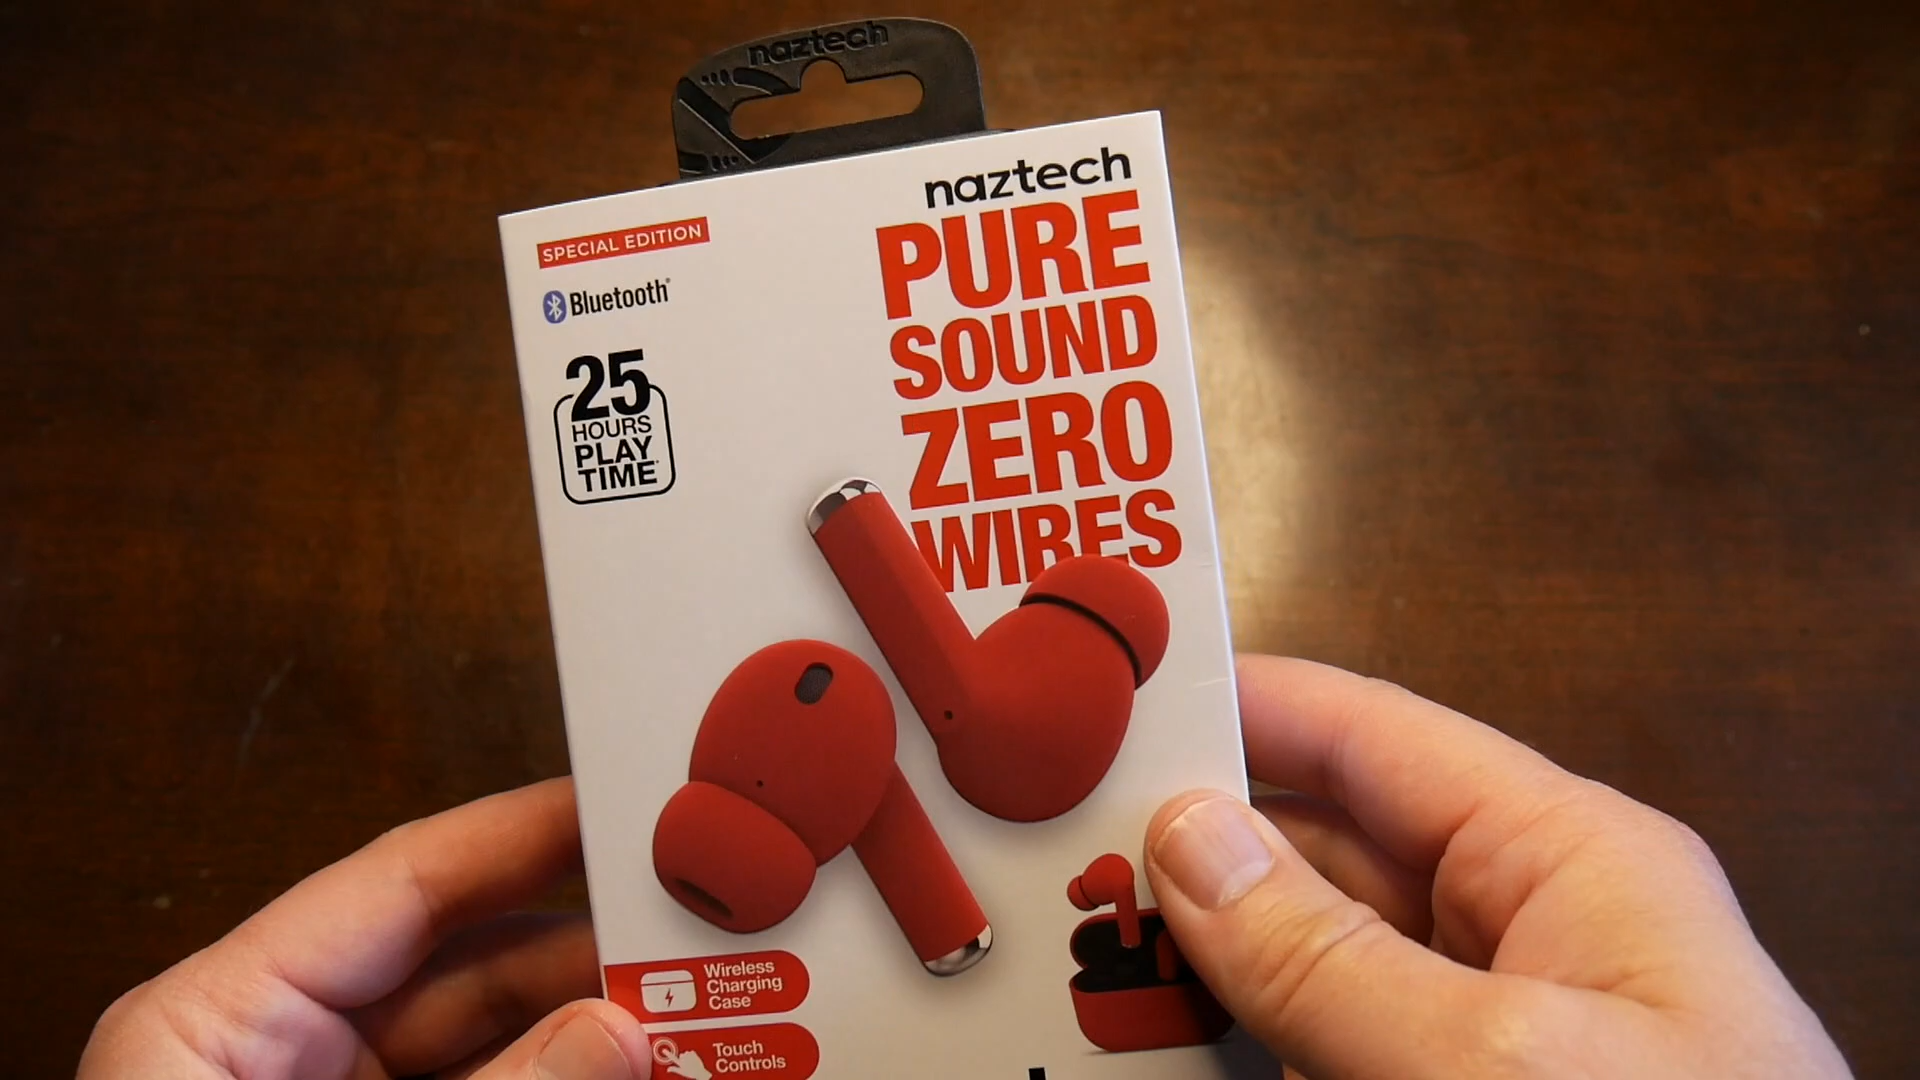 naztech
naztech
SPECIAL EDITION
Bluetooth®
25
HOURS
PLAY
TIME*
PURE
SOUND
ZERO
WIRES
Wireless
Charging
Case
Touch
Controls